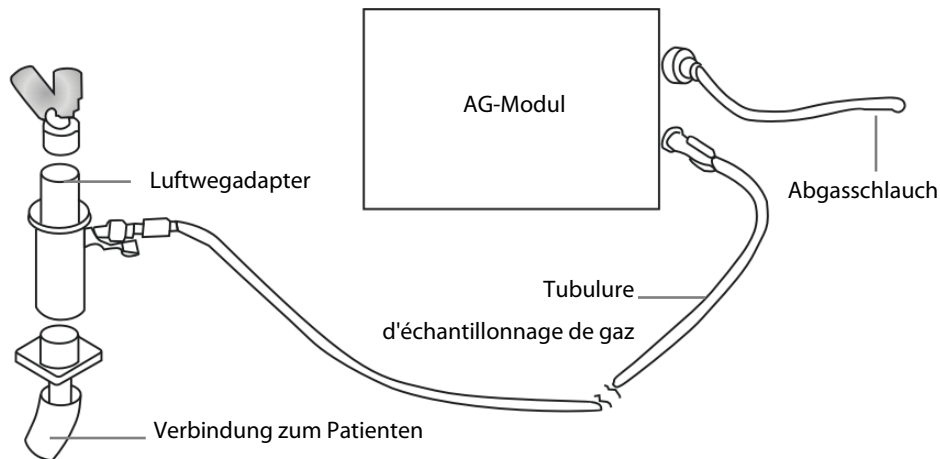 AG-Modul
Luftwegadapter
Abgasschlauch
Tubulure
d'échantillonnage de gaz
Verbindung zum Patienten